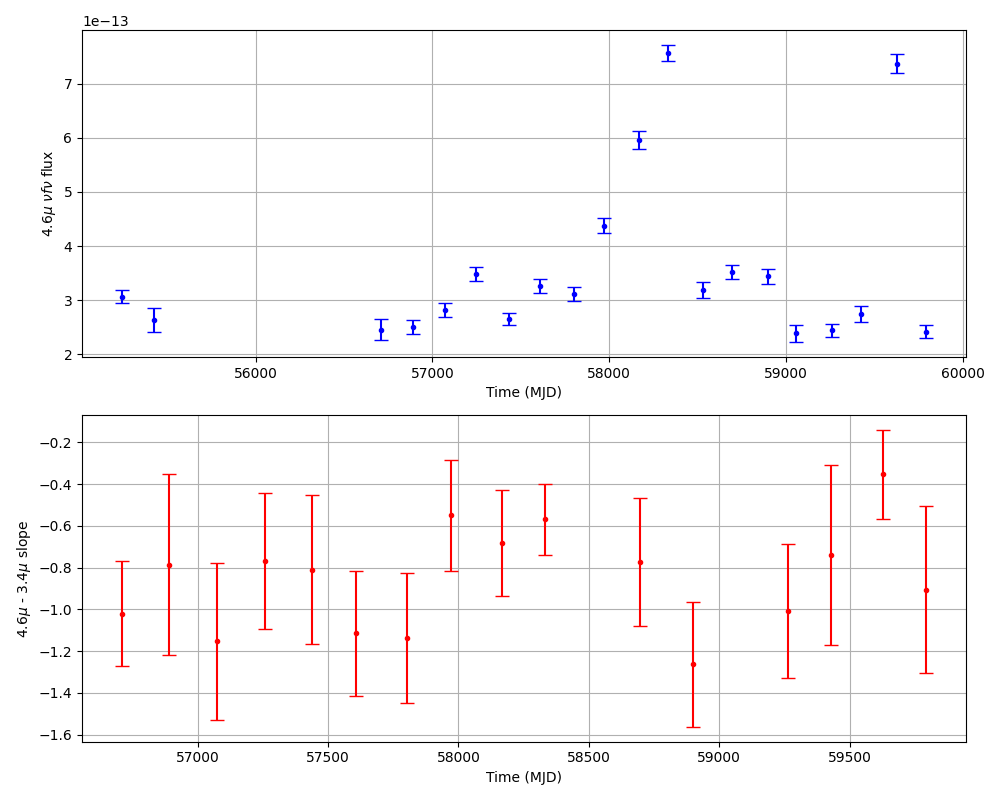 1e−13
7
6
5
4
3
2
4.6μ νfν flux
56000 57000 58000 59000 60000
Time (MJD)
−0.2
−0.4
−0.6
−0.8
−1.0
−1.2
−1.4
−1.6
4.6μ - 3.4μ slope
57000 57500 58000 58500 59000 59500
Time (MJD)